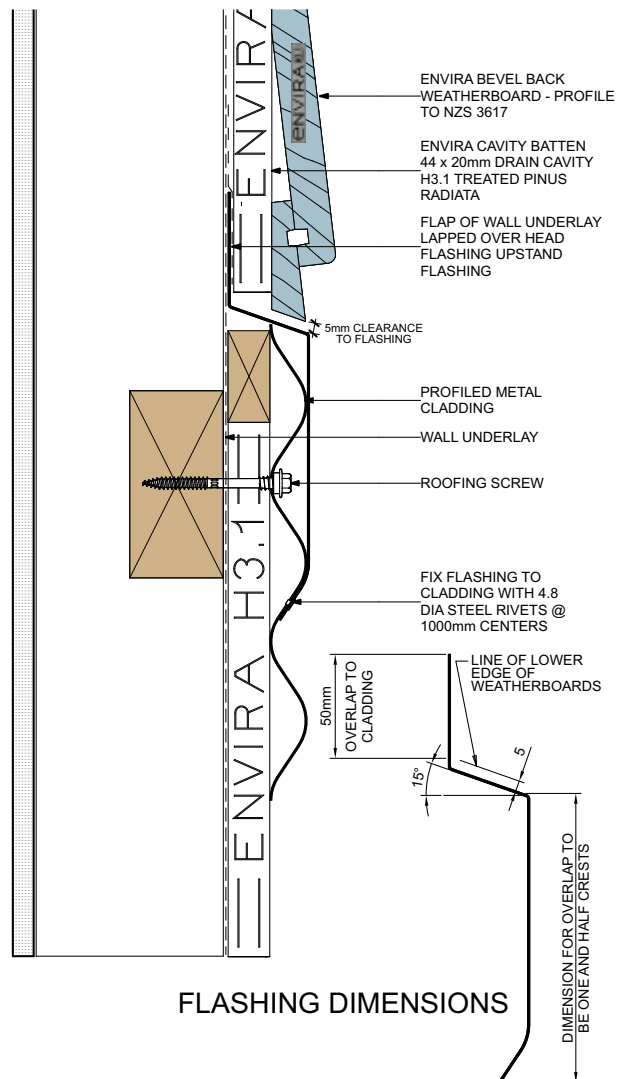 ENVIRA
ENVIRA
ENVIRA BEVEL BACK
WEATHERBOARD - PROFILE
TO NZS 3617
ENVIRA CAVITY BATTEN
44 x 20mm DRAIN CAVITY
H3.1 TREATED PINUS
RADIATA
FLAP OF WALL UNDERLAY
LAPPED OVER HEAD
FLASHING UPSTAND
FLASHING
5mm CLEARANCE
TO FLASHING
PROFILED METAL
CLADDING
WALL UNDERLAY
ROOFING SCREW
ENVIRA H3.1
FIX FLASHING TO
CLADDING WITH 4.8
DIA STEEL RIVETS @
1000mm CENTERS
LINE OF LOWER
EDGE OF
WEATHERBOARDS
50mm
OVERLAP TO
CLADDING
15°
5
DIMENSION FOR OVERLAP TO
BE ONE AND HALF CRESTS
FLASHING DIMENSIONS